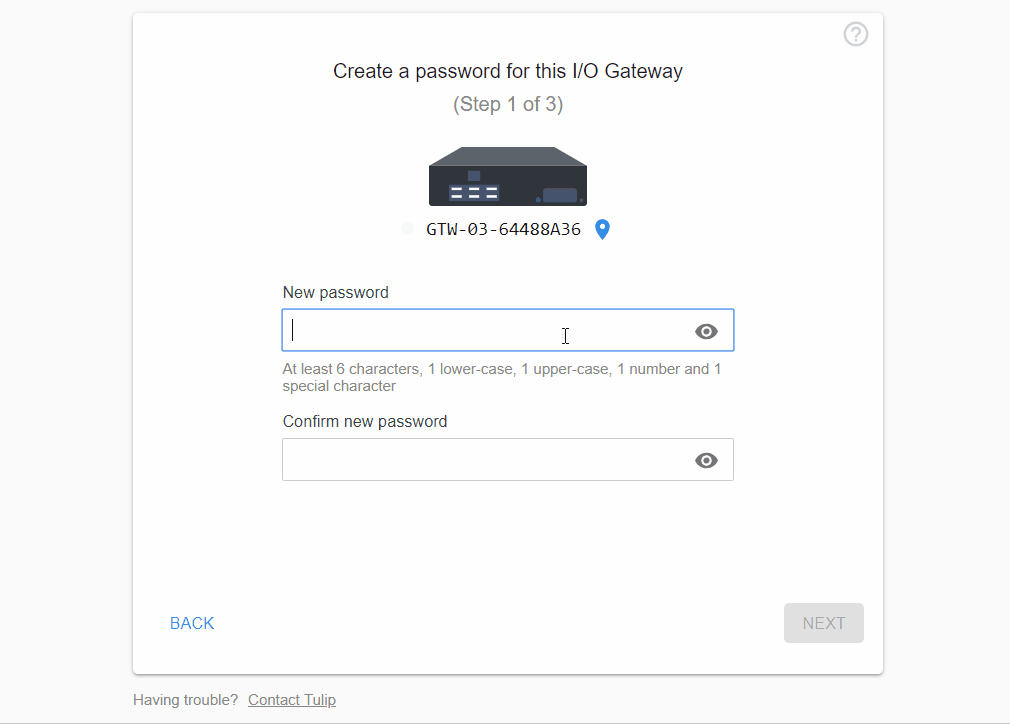 Create a password for this I/O Gateway
(Step 1 of 3)
GTW-03-64488A36
New password
At least 6 characters, 1 lower-case, 1 upper-case, 1 number and 1
special character
Confirm new password
BACK
NEXT
Having trouble? Contact Tulip